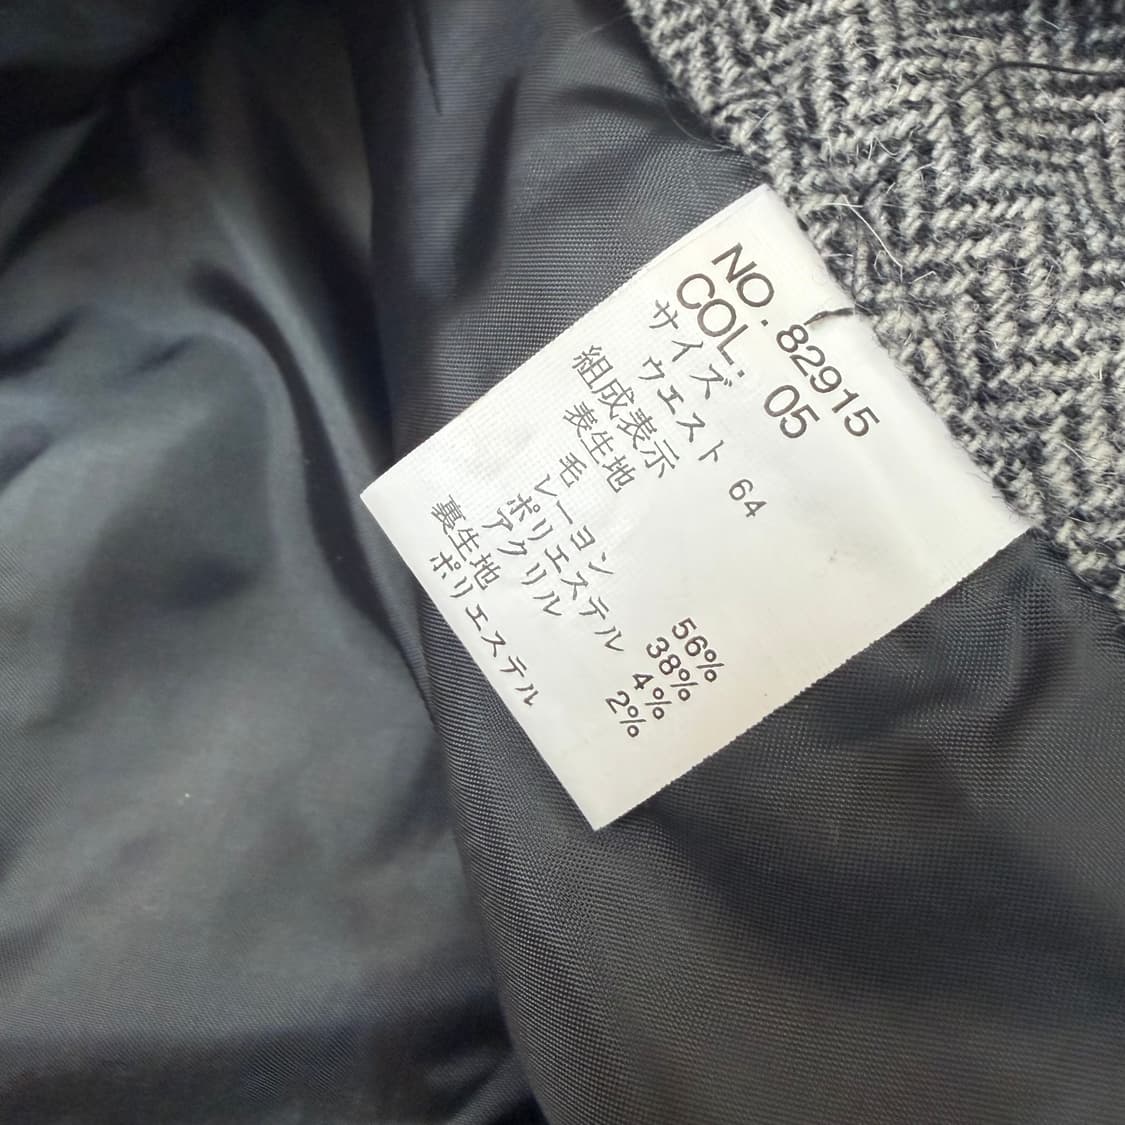 NO. 82915
COL. 05
サイズ
ウエスト 64
組成表示
表生地
毛 56%
レーヨン 38%
ポリエステル 4%
アクリル 2%
裏生地
ポリエステル